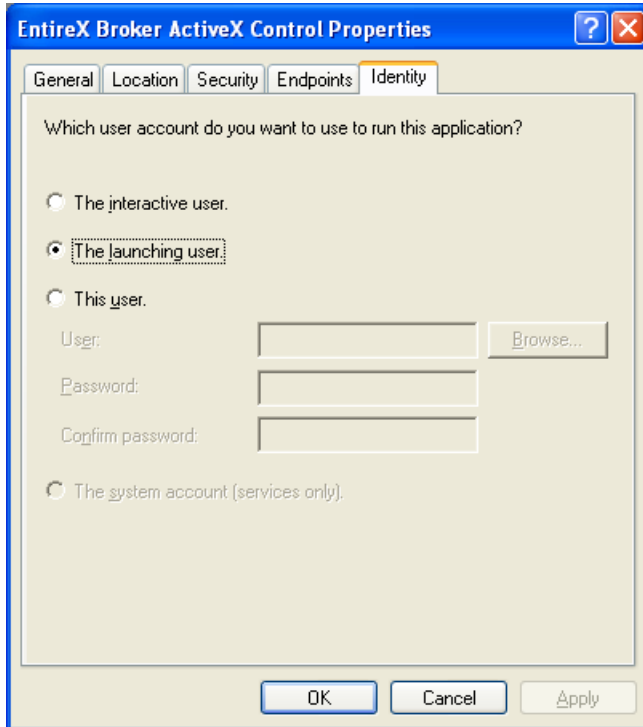 EntireX Broker ActiveX Control Properties
General Location Security Endpoints Identity
Which user account do you want to use to run this application?
The interactive user.
The launching user.
This user.
User: Browse...
Password:
Confirm password:
The system account (services only).
OK Cancel Apply